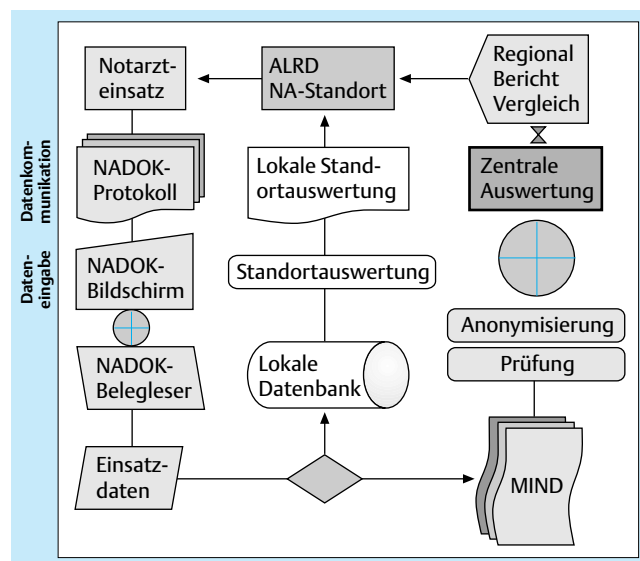 Datenkom-
munikation
Daten-
eingabe
Notarzt-
einsatz
ALRD
NA-Standort
Regional
Bericht
Vergleich
NADOK-
Protokoll
Lokale Stand-
ortauswertung
Zentrale
Auswertung
NADOK-
Bildschirm
Standortauswertung
Anonymisierung
NADOK-
Belegleser
Lokale
Datenbank
Prüfung
Einsatz-
daten
MIND